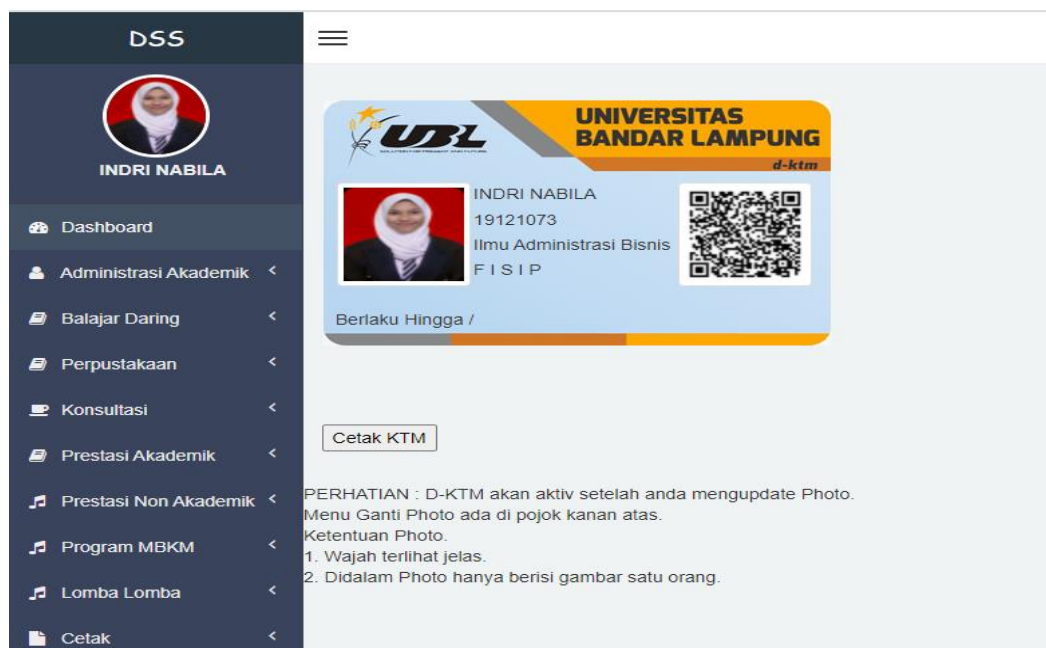 DSS
INDRI NABILA
Dashboard
Administrasi Akademik
Balajar Daring
Perpustakaan
Konsultasi
Prestasi Akademik
Prestasi Non Akademik
Program MBKM
Lomba Lomba
Cetak
UBL
UNIVERSITAS
BANDAR LAMPUNG
d-ktm
INDRI NABILA
19121073
Ilmu Administrasi Bisnis
F I S I P
Berlaku Hingga /
Cetak KTM
PERHATIAN : D-KTM akan aktiv setelah anda mengupdate Photo.
Menu Ganti Photo ada di pojok kanan atas.
Ketentuan Photo.
1. Wajah terlihat jelas.
2. Didalam Photo hanya berisi gambar satu orang.